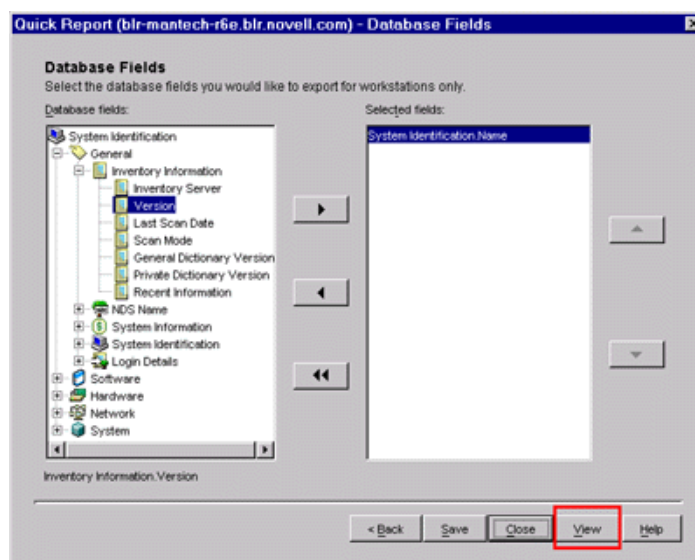 Quick Report (blr-mantech-r6e.blr.novell.com) - Database Fields
Database Fields
Select the database fields you would like to export for workstations only.
Database fields:
System Identification
General
Inventory Information
Inventory Server
Version
Last Scan Date
Scan Mode
General Dictionary Version
Private Dictionary Version
Recent Information
NDS Name
System Information
System Identification
Login Details
Software
Hardware
Network
System
Inventory Information.Version
Selected fields:
System Identification.Name
< Back
Save
Close
View
Help